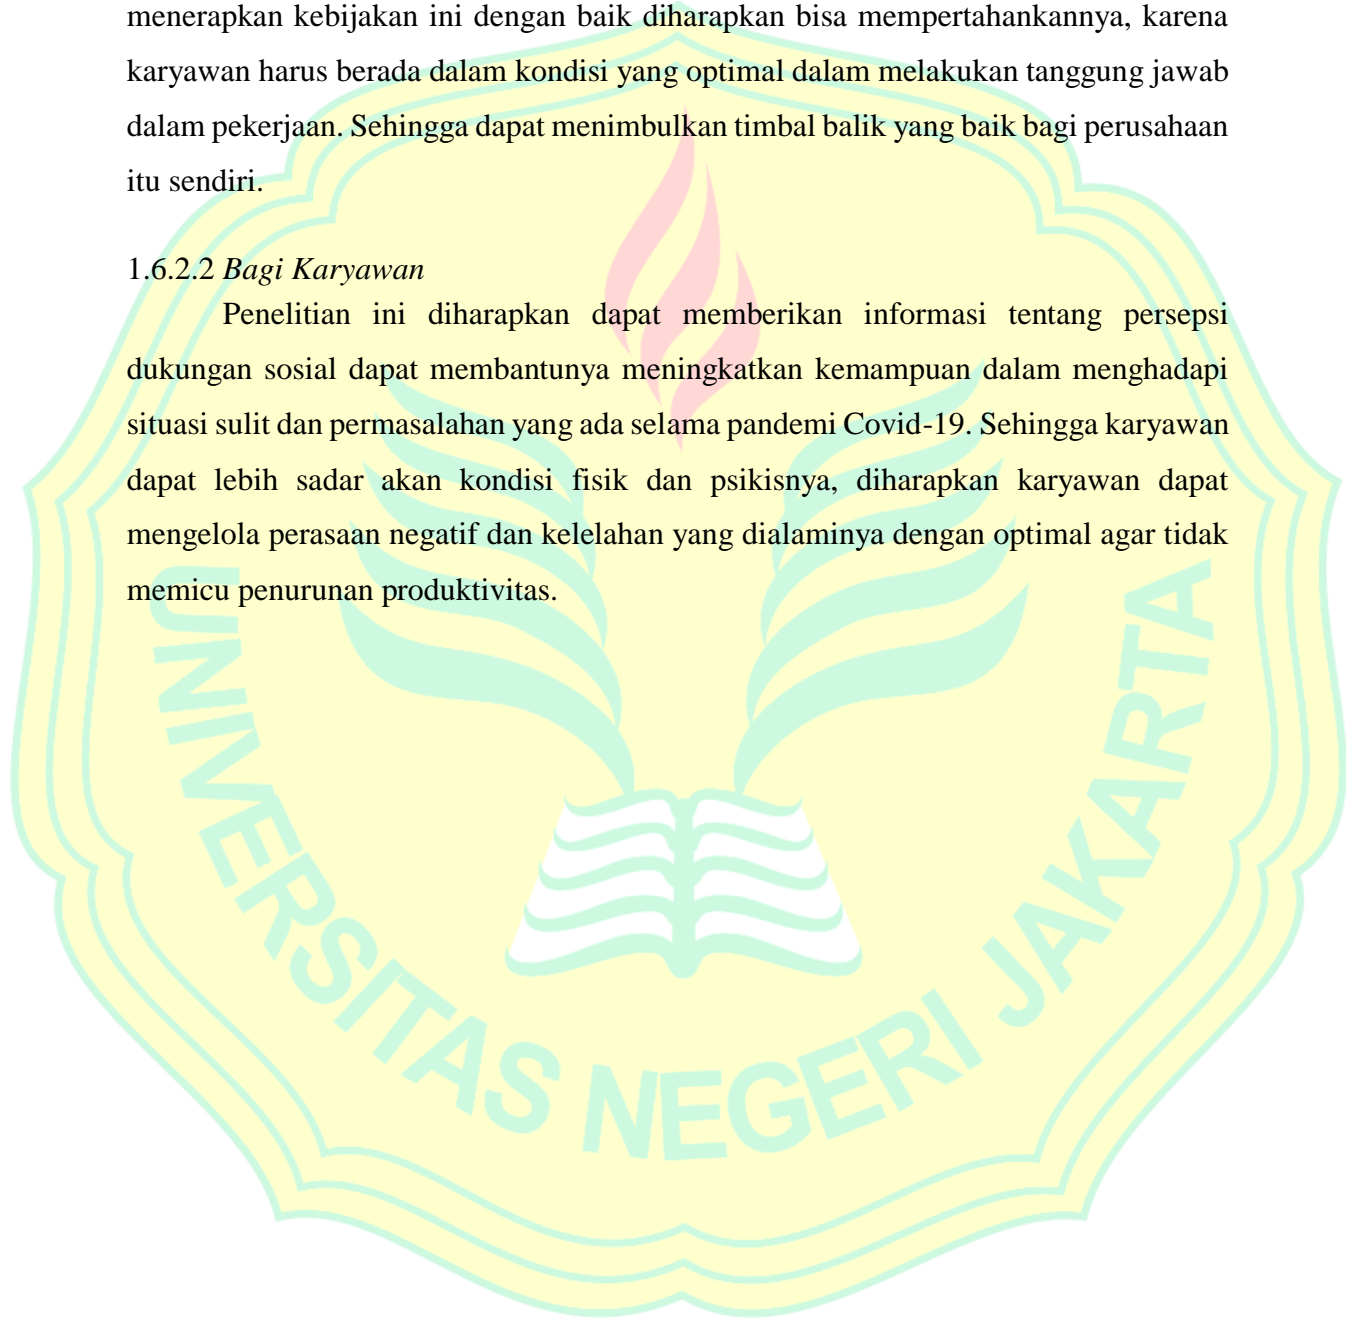 menerapkan kebijakan ini dengan baik diharapkan bisa mempertahankannya, karena
karyawan harus berada dalam kondisi yang optimal dalam melakukan tanggung jawab
dalam pekerjaan. Sehingga dapat menimbulkan timbal balik yang baik bagi perusahaan
itu sendiri.
1.6.2.2 Bagi Karyawan
Penelitian ini diharapkan dapat memberikan informasi tentang persepsi
dukungan sosial dapat membantunya meningkatkan kemampuan dalam menghadapi
situasi sulit dan permasalahan yang ada selama pandemi Covid-19. Sehingga karyawan
dapat lebih sadar akan kondisi fisik dan psikisnya, diharapkan karyawan dapat
mengelola perasaan negatif dan kelelahan yang dialaminya dengan optimal agar tidak
memicu penurunan produktivitas.
UNIVERSITAS NEGERI JAKARTA